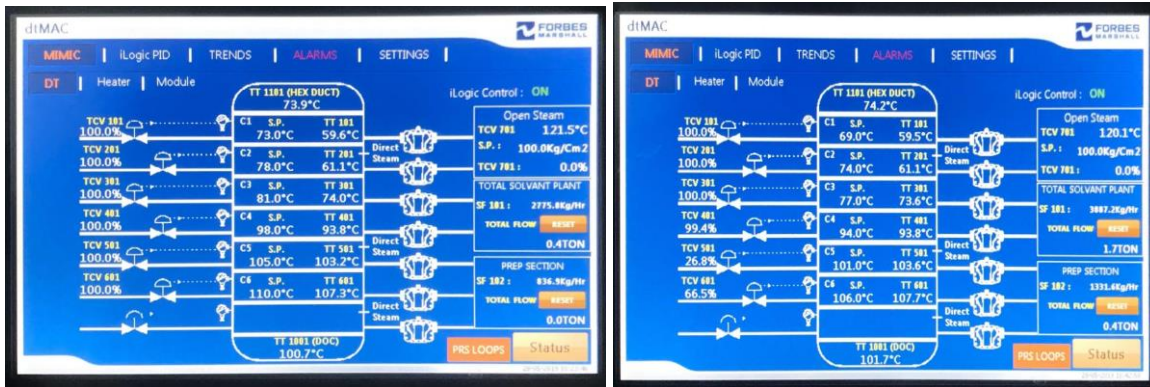 dtMAC
FORBES
MARSHALL
MIMIC | iLogic PID | TRENDS | ALARMS | SETTINGS |
DT | Heater | Module
iLogic Control : ON
TT 1101 (HEX DUCT)
73.9°C
TCV 101
100.0%
C1 S.P. TT 101
73.0°C 59.6°C
TCV 201
100.0%
C2 S.P. TT 201
78.0°C 61.1°C
Direct
Steam
TCV 301
100.0%
C3 S.P. TT 301
81.0°C 74.0°C
TCV 401
100.0%
C4 S.P. TT 401
98.0°C 93.8°C
TCV 501
100.0%
C5 S.P. TT 501
105.0°C 103.2°C
Direct
Steam
TCV 601
100.0%
C6 S.P. TT 601
110.0°C 107.3°C
Direct
Steam
TT 1001 (DOC)
100.7°C
Open Steam
TCV 701 121.5°C
S.P. : 100.0Kg/Cm2
TCV 701 : 0.0%
TOTAL SOLVANT PLANT
SF 101 : 2775.8Kg/Hr
TOTAL FLOW RESET
0.4TON
PREP SECTION
SF 102 : 836.9Kg/Hr
TOTAL FLOW RESET
0.0TON
PRS LOOPS Status
dtMAC
FORBES
MARSHALL
MIMIC | iLogic PID | TRENDS | ALARMS | SETTINGS |
DT | Heater | Module
iLogic Control : ON
TT 1101 (HEX DUCT)
74.2°C
TCV 101
100.0%
C1 S.P. TT 101
69.0°C 59.5°C
TCV 201
100.0%
C2 S.P. TT 201
74.0°C 61.1°C
Direct
Steam
TCV 301
100.0%
C3 S.P. TT 301
77.0°C 73.6°C
TCV 401
99.4%
C4 S.P. TT 401
94.0°C 93.8°C
TCV 501
26.8%
C5 S.P. TT 501
101.0°C 103.6°C
Direct
Steam
TCV 601
66.5%
C6 S.P. TT 601
106.0°C 107.7°C
Direct
Steam
TT 1001 (DOC)
101.7°C
Open Steam
TCV 701 120.1°C
S.P. : 100.0Kg/Cm2
TCV 701 : 0.0%
TOTAL SOLVANT PLANT
SF 101 : 3007.2Kg/Hr
TOTAL FLOW RESET
1.7TON
PREP SECTION
SF 102 : 1331.6Kg/Hr
TOTAL FLOW RESET
0.4TON
PRS LOOPS Status